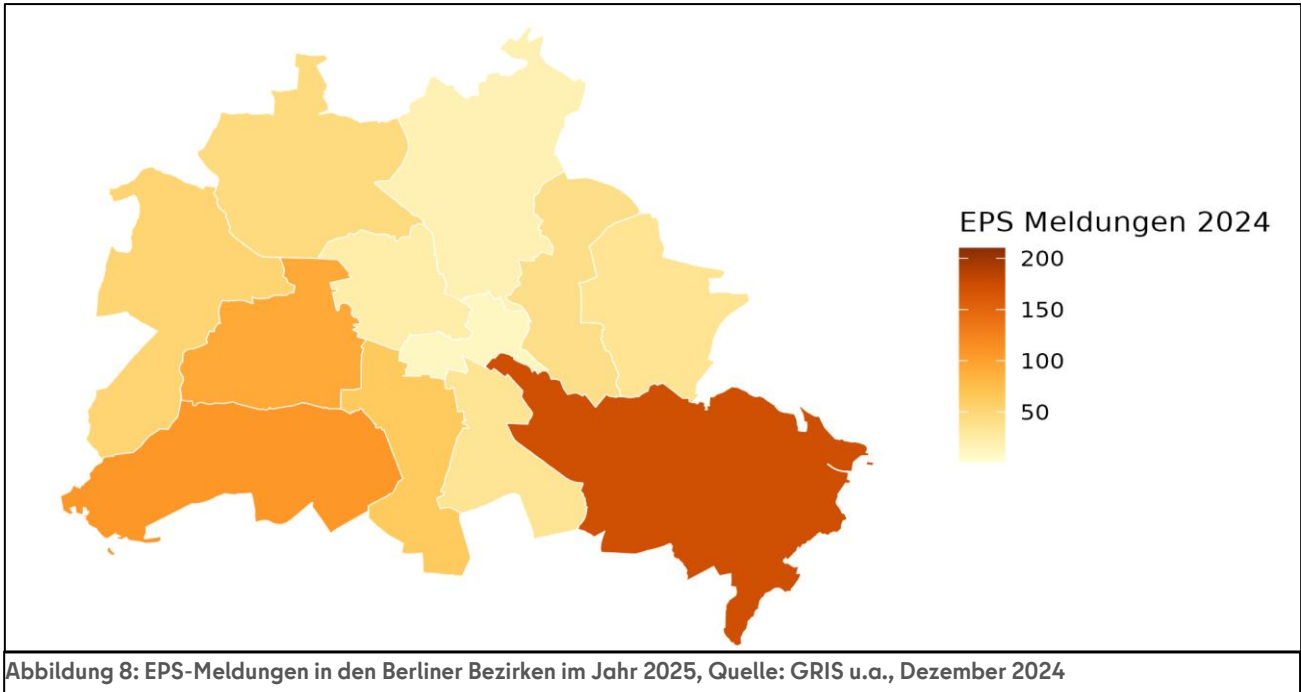 EPS Meldungen 2024
200
150
100
50
Abbildung 8: EPS-Meldungen in den Berliner Bezirken im Jahr 2025, Quelle: GRIS u.a., Dezember 2024